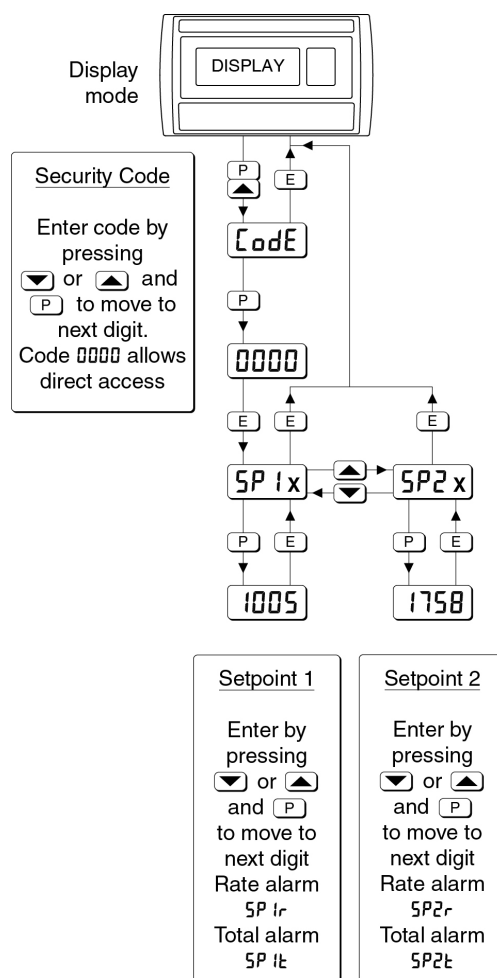 DISPLAY
Display
mode
P
E
Security Code
Enter code by
pressing
or and
P to move to
next digit.
Code 0000 allows
direct access
CodE
P
0000
E E E
SP1x SP2x
P E P E
1005 1758
Setpoint 1
Enter by
pressing
or
and P
to move to
next digit
Rate alarm
SP1r
Total alarm
SP1t
Setpoint 2
Enter by
pressing
or
and P
to move to
next digit
Rate alarm
SP2r
Total alarm
SP2t